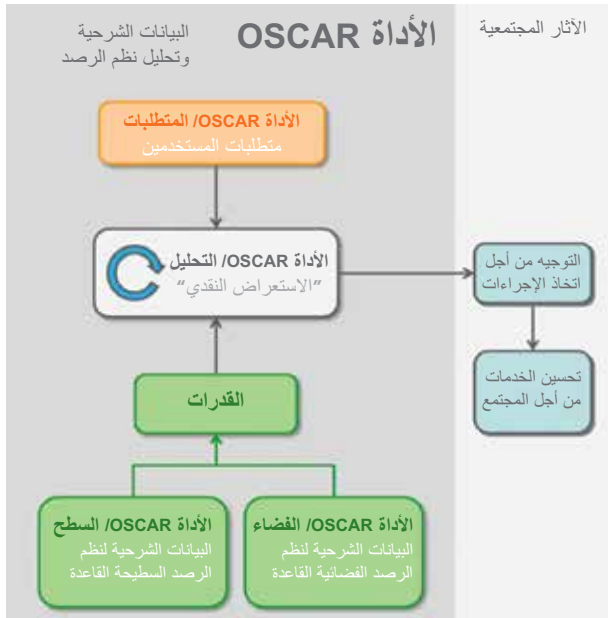 الآثار المجتمعية
الأداة OSCAR
البيانات الشرحية
وتحليل نظم الرصد
الأداة OSCAR/ المتطلبات
متطلبات المستخدمين
الأداة OSCAR/ التحليل
"الاستعراض النقدي"
التوجيه من أجل
اتخاذ الإجراءات
تحسين الخدمات
من أجل المجتمع
القدرات
الأداة OSCAR/ الفضاء
البيانات الشرحية لنظم
الرصد الفضائية القاعدة
الأداة OSCAR/ السطح
البيانات الشرحية لنظم
الرصد السطيحة القاعدة